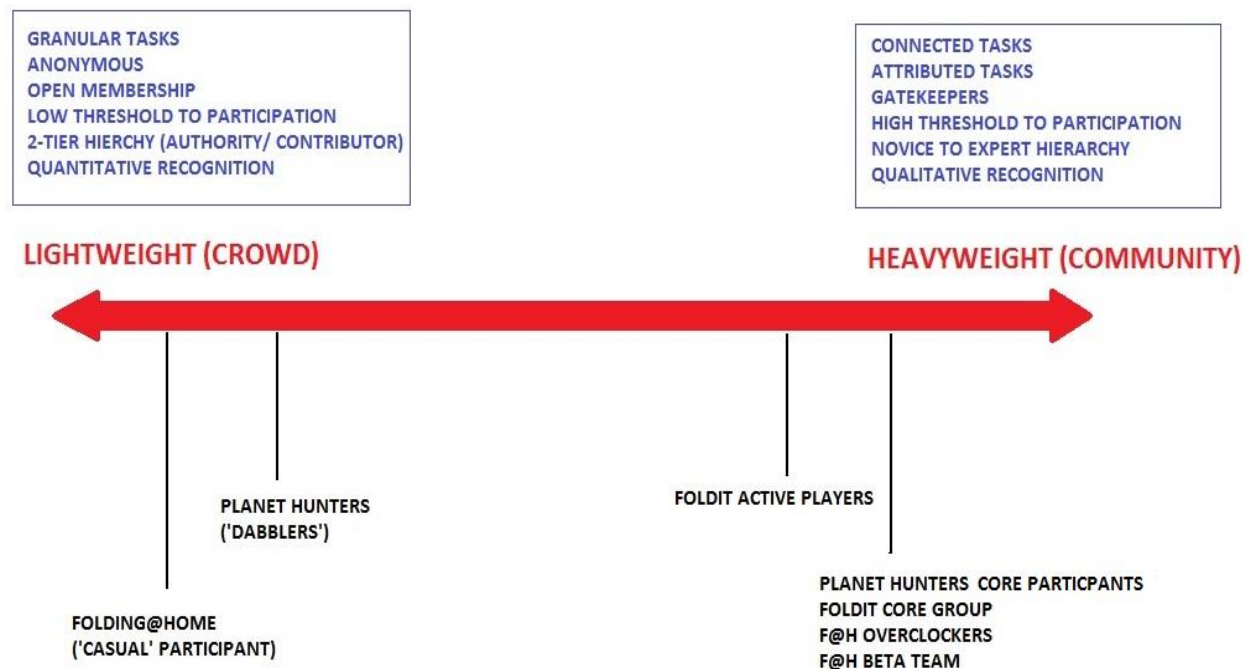 GRANULAR TASKS
ANONYMOUS
OPEN MEMBERSHIP
LOW THRESHOLD TO PARTICIPATION
2-TIER HIERCHY (AUTHORITY/ CONTRIBUTOR)
QUANTITATIVE RECOGNITION
CONNECTED TASKS
ATTRIBUTED TASKS
GATEKEEPERS
HIGH THRESHOLD TO PARTICIPATION
NOVICE TO EXPERT HIERARCHY
QUALITATIVE RECOGNITION
LIGHTWEIGHT (CROWD)
HEAVYWEIGHT (COMMUNITY)
PLANET HUNTERS
('DABBLERS')
FOLDIT ACTIVE PLAYERS
FOLDING@HOME
('CASUAL' PARTICIPANT)
PLANET HUNTERS CORE PARTICPANTS
FOLDIT CORE GROUP
F@H OVERCLOCKERS
F@H BETA TEAM